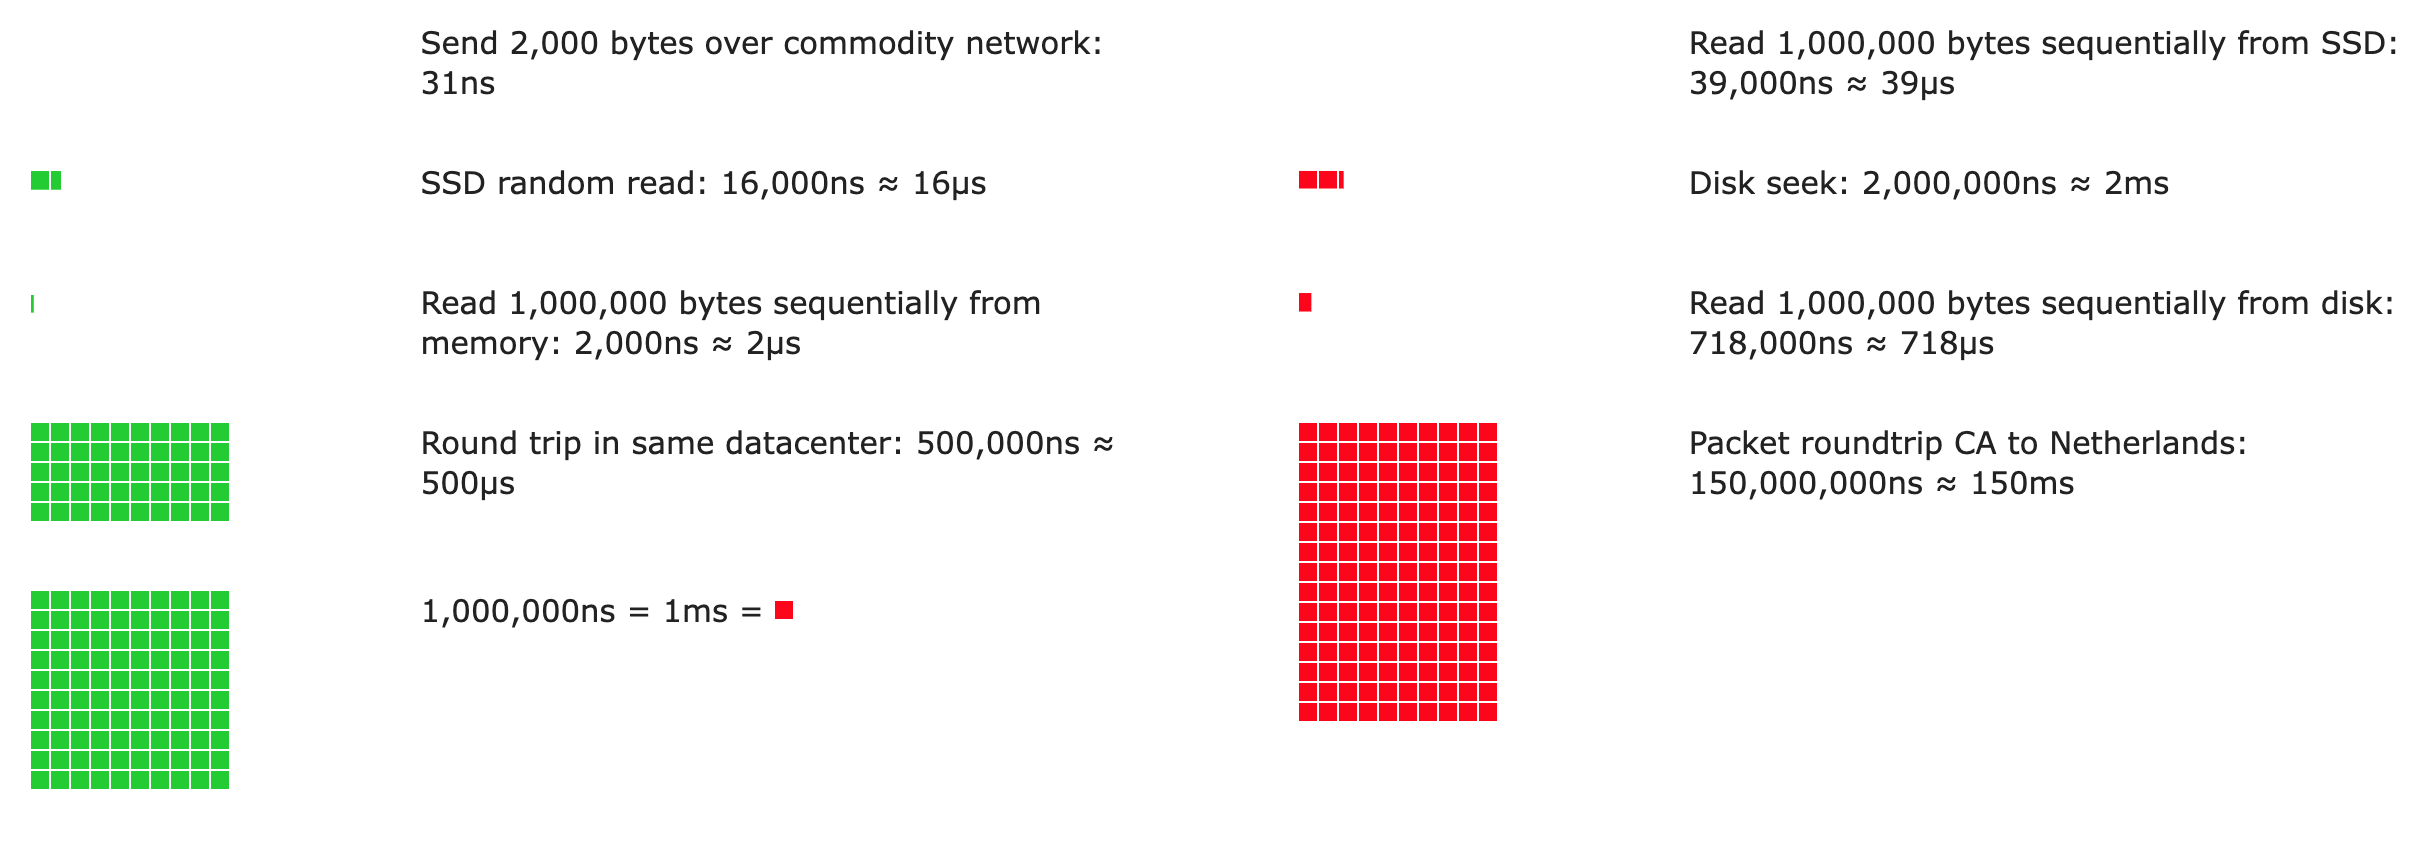 Send 2,000 bytes over commodity network:
31ns
SSD random read: 16,000ns ≈ 16μs
Read 1,000,000 bytes sequentially from
memory: 2,000ns ≈ 2μs
Round trip in same datacenter: 500,000ns ≈
500μs
1,000,000ns = 1ms =
Read 1,000,000 bytes sequentially from SSD:
39,000ns ≈ 39μs
Disk seek: 2,000,000ns ≈ 2ms
Read 1,000,000 bytes sequentially from disk:
718,000ns ≈ 718μs
Packet roundtrip CA to Netherlands:
150,000,000ns ≈ 150ms